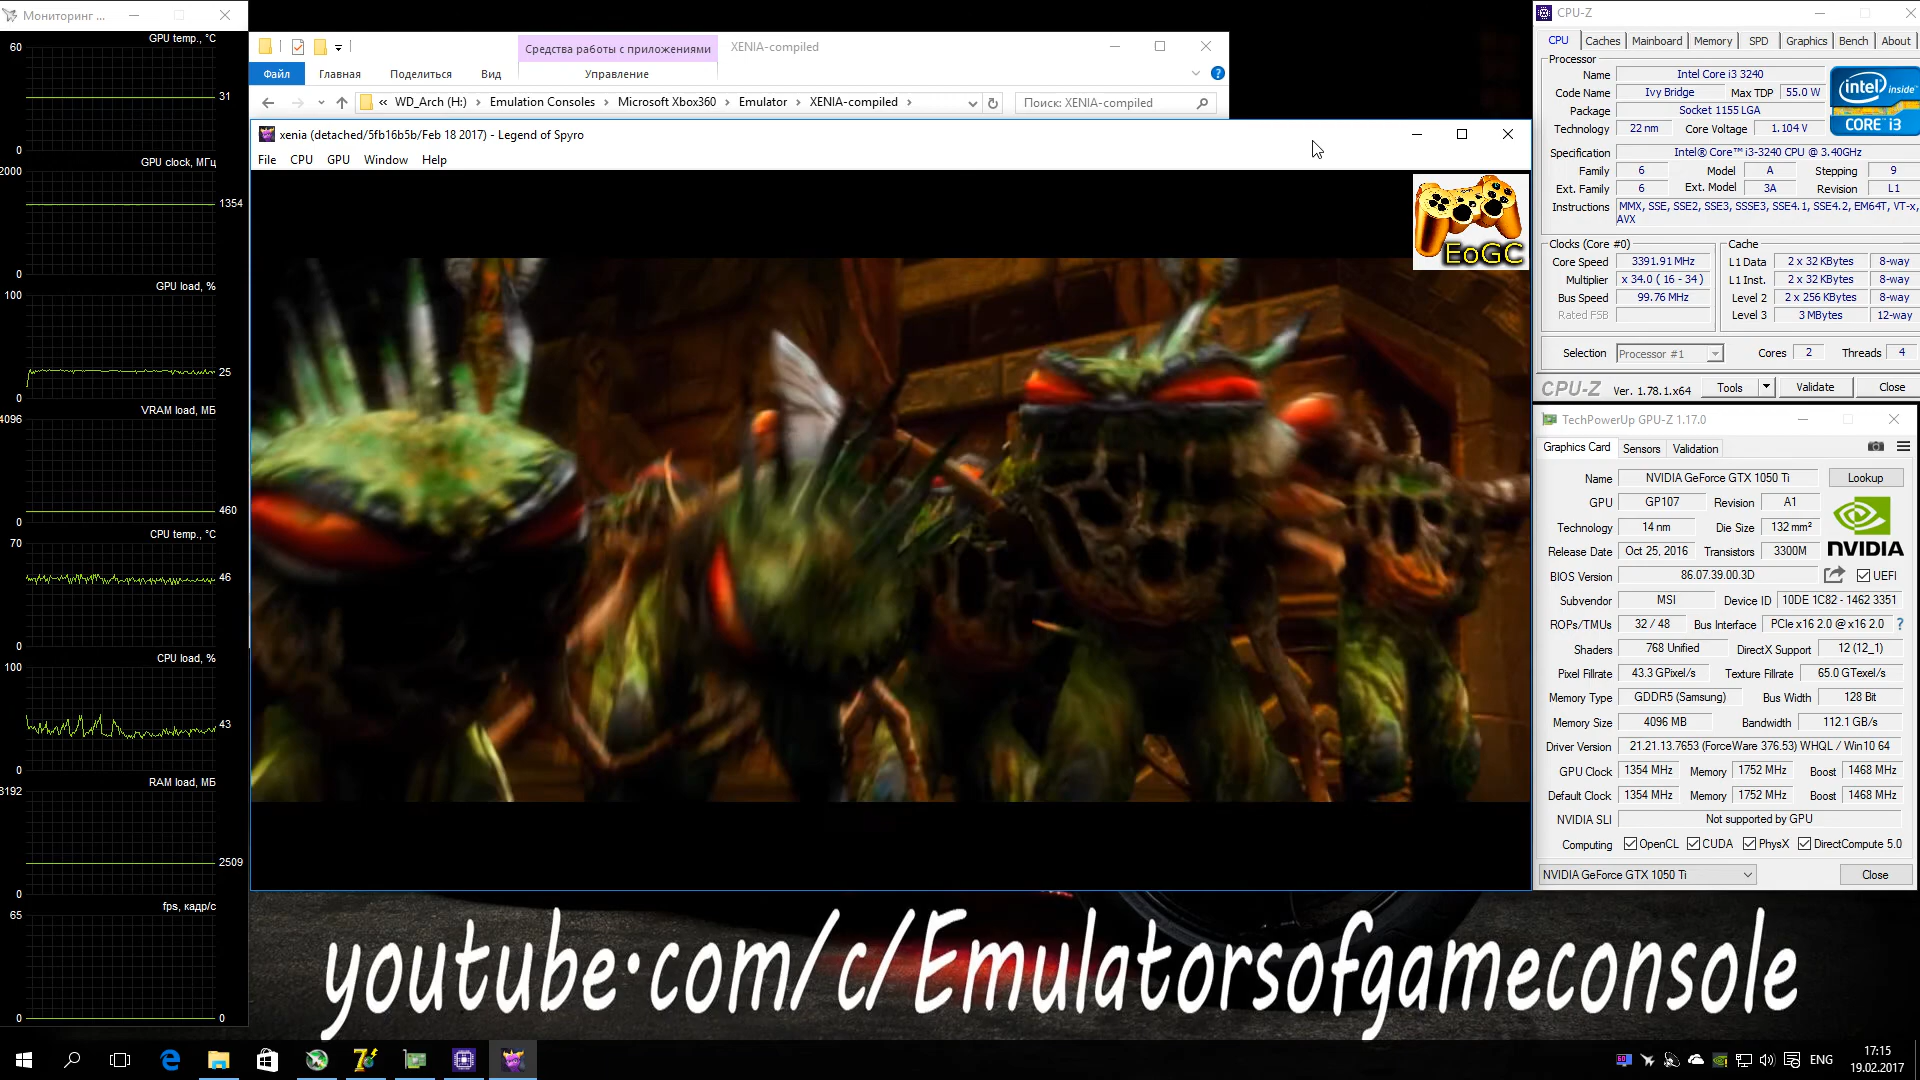 Мониторинг ...
GPU temp., °C
60
31
0
GPU clock, МГц
2000
1354
0
GPU load, %
100
25
0
VRAM load, МБ
4096
460
0
CPU temp., °C
70
46
0
CPU load, %
100
43
0
RAM load, МБ
2509
0
fps, кадр/с
65
0
0
Средства работы с приложениями
XENIA-compiled
Файл
Главная
Поделиться
Вид
Управление
« WD_Arch (H:) > Emulation Consoles > Microsoft Xbox360 > Emulator > XENIA-compiled >
Поиск: XENIA-compiled
xenia (detached/5fb16b5b/Feb 18 2017) - Legend of Spyro
File CPU GPU Window Help
EoGC
youtube.com/c/Emulatorsofgameconsole
CPU-Z
CPU Caches Mainboard Memory SPD Graphics Bench About
Processor
Name Intel Core i3 3240
Code Name Ivy Bridge Max TDP 55.0 W
Package Socket 1155 LGA
Technology 22 nm Core Voltage 1.104 V
intel inside™
CORE i3
Specification Intel® Core™ i3-3240 CPU @ 3.40GHz
Family 6 Model A Stepping 9
Ext. Family 6 Ext. Model 3A Revision L1
Instructions MMX, SSE, SSE2, SSE3, SSSE3, SSE4.1, SSE4.2, EM64T, VT-x,
AVX
Clocks (Core #0)
Core Speed 3391.91 MHz
Multiplier x 34.0 ( 16 - 34 )
Bus Speed 99.76 MHz
Rated FSB
Cache
L1 Data 2 x 32 KBytes 8-way
L1 Inst. 2 x 32 KBytes 8-way
Level 2 2 x 256 KBytes 8-way
Level 3 3 MBytes 12-way
Selection Processor #1 Cores 2 Threads 4
CPU-Z Ver. 1.78.1.x64 Tools Validate Close
TechPowerUp GPU-Z 1.17.0
Graphics Card Sensors Validation
Name NVIDIA GeForce GTX 1050 Ti Lookup
GPU GP107 Revision A1
Technology 14 nm Die Size 132 mm²
Release Date Oct 25, 2016 Transistors 3300M
NVIDIA
BIOS Version 86.07.39.00.3D UEFI
Subvendor MSI Device ID 10DE 1C82 - 1462 3351
ROPs/TMUs 32 / 48 Bus Interface PCIe x16 2.0 @ x16 2.0 ?
Shaders 768 Unified DirectX Support 12 (12_1)
Pixel Fillrate 43.3 GPixel/s Texture Fillrate 65.0 GTexel/s
Memory Type GDDR5 (Samsung) Bus Width 128 Bit
Memory Size 4096 MB Bandwidth 112.1 GB/s
Driver Version 21.21.13.7653 (ForceWare 376.53) WHQL / Win10 64
GPU Clock 1354 MHz Memory 1752 MHz Boost 1468 MHz
Default Clock 1354 MHz Memory 1752 MHz Boost 1468 MHz
NVIDIA SLI Not supported by GPU
Computing OpenCL CUDA PhysX DirectCompute 5.0
NVIDIA GeForce GTX 1050 Ti Close
ENG
17:15
19.02.2017